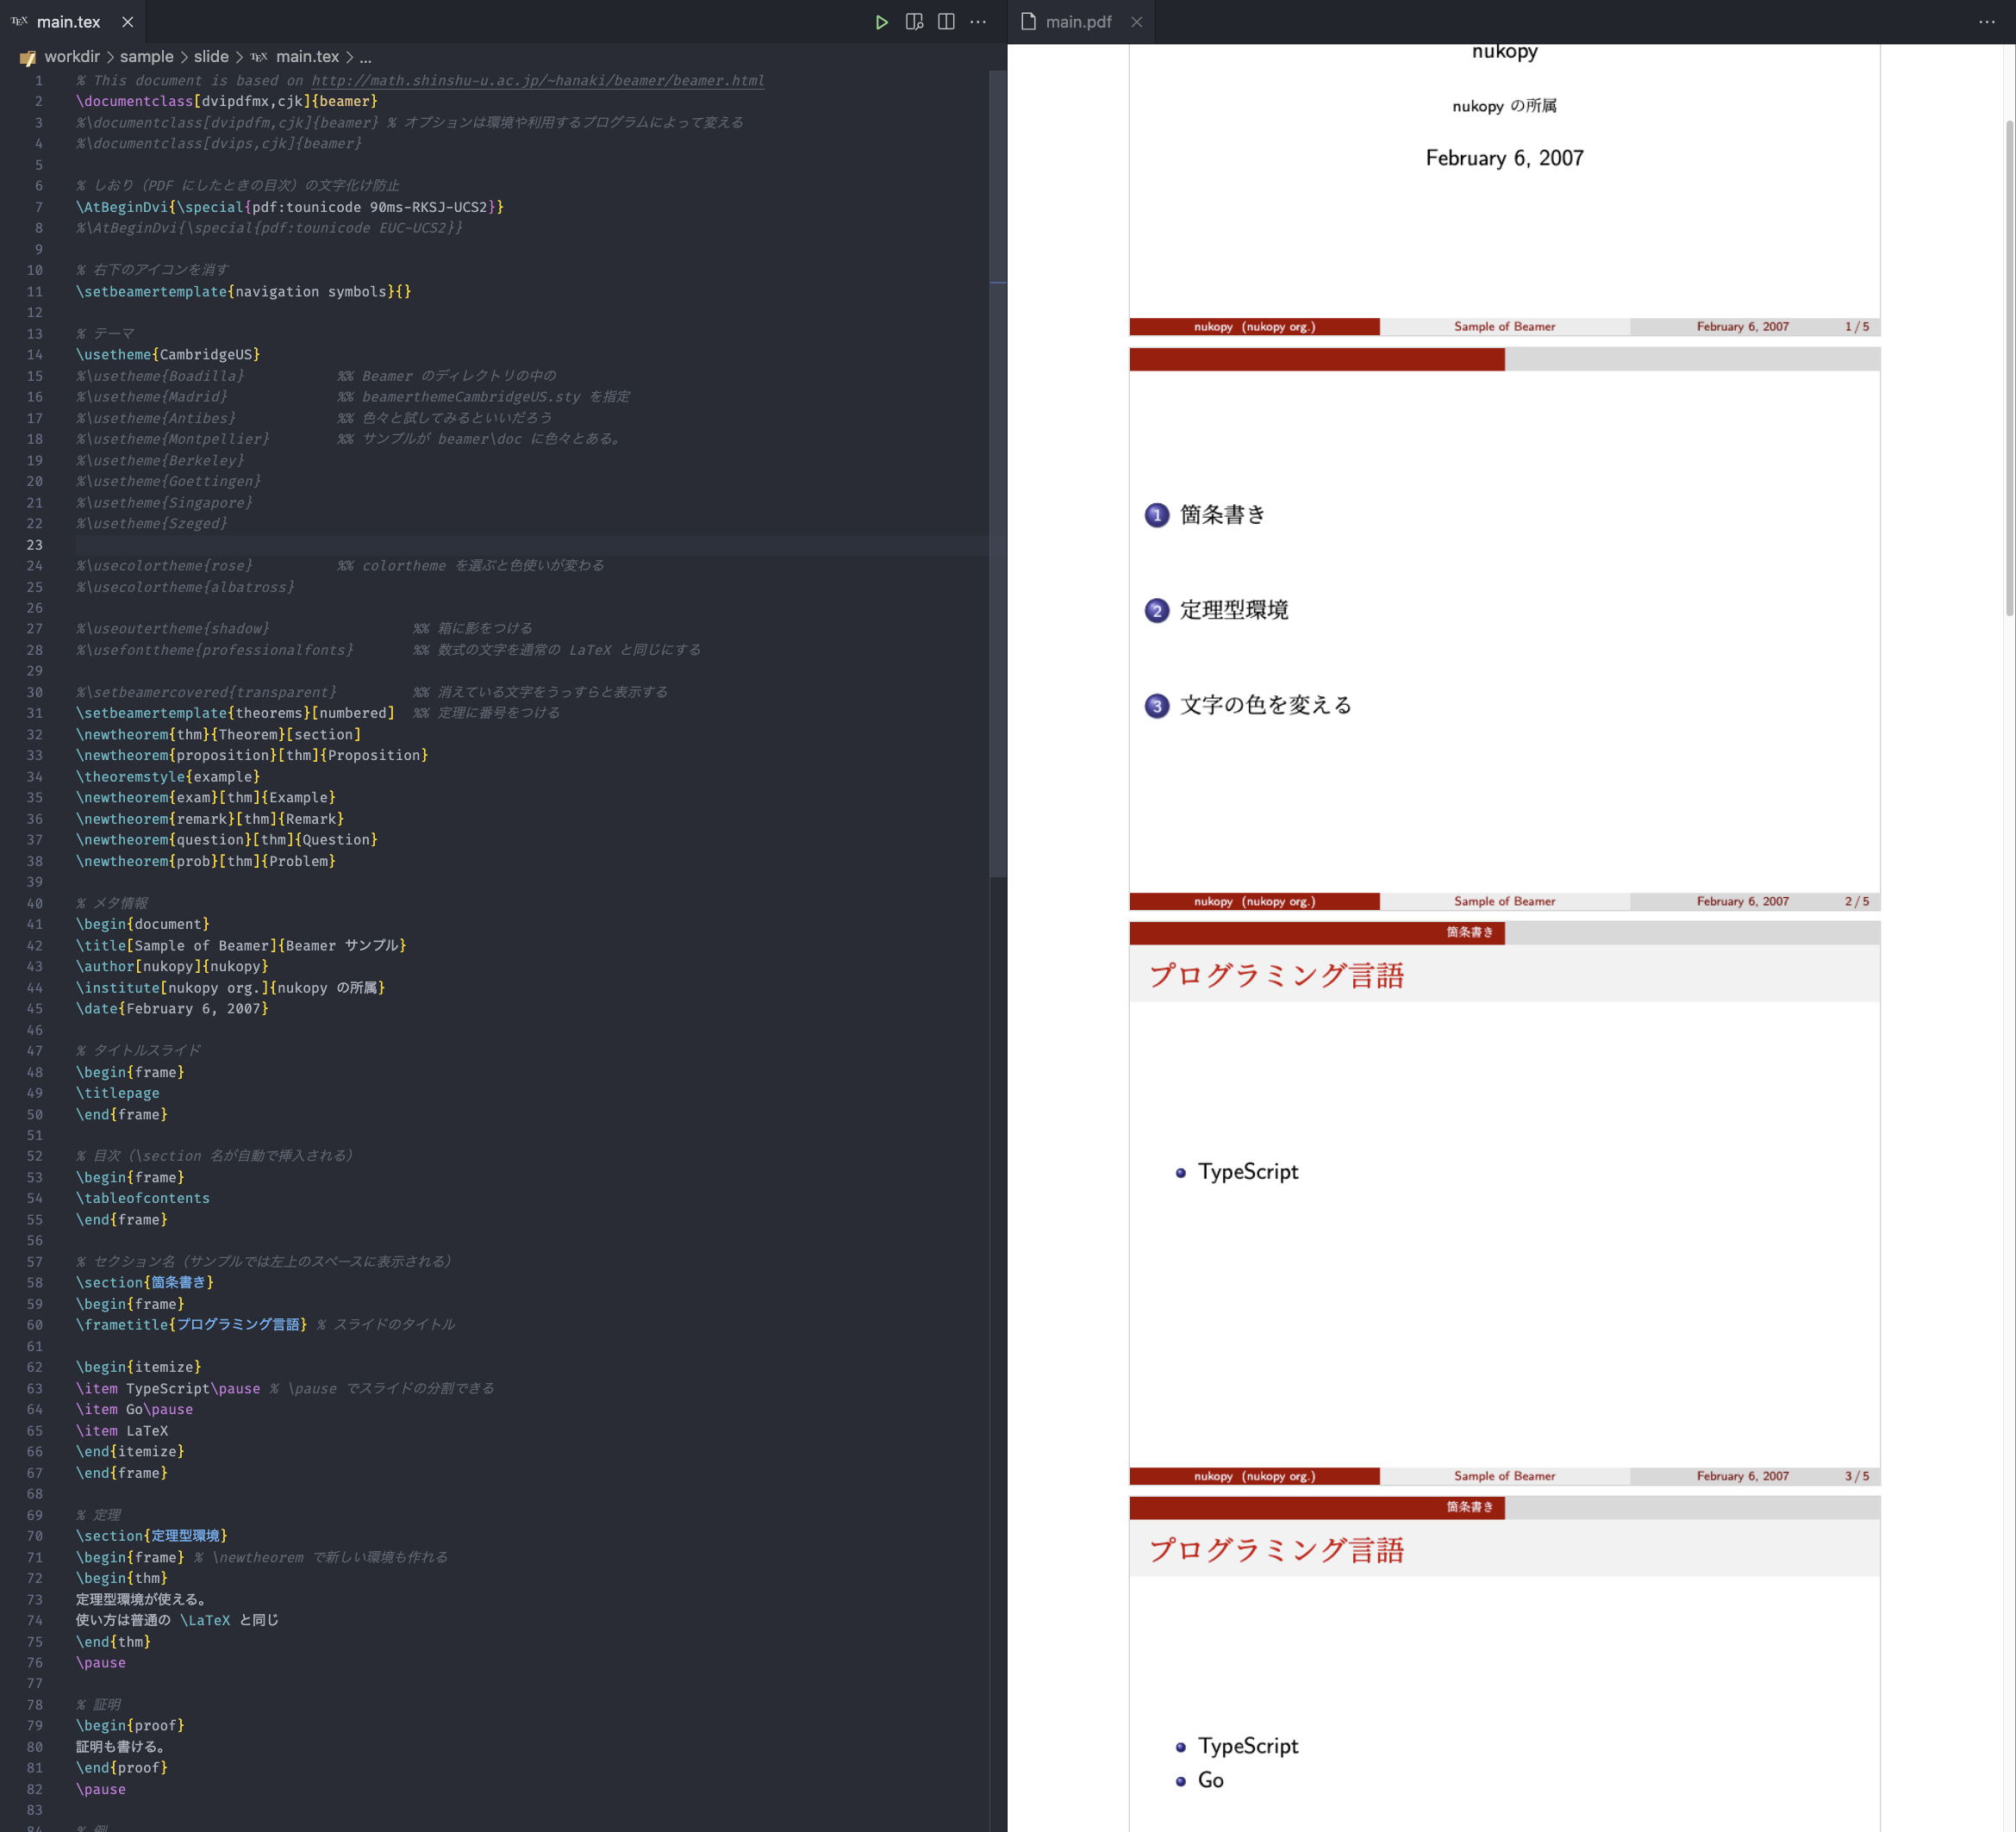 TEX main.tex
workdir > sample > slide > TEX main.tex > ...
1 % This document is based on http://math.shinshu-u.ac.jp/~hanaki/beamer/beamer.html
2 \documentclass[dvipdfmx,cjk]{beamer}
3 %\documentclass[dvipdfm,cjk]{beamer} % オプションは環境や利用するプログラムによって変える
4 %\documentclass[dvips,cjk]{beamer}
5
6 % しおり（PDF にしたときの目次）の文字化け防止
7 \AtBeginDvi{\special{pdf:tounicode 90ms-RKSJ-UCS2}}
8 %\AtBeginDvi{\special{pdf:tounicode EUC-UCS2}}
9
10 % 右下のアイコンを消す
11 \setbeamertemplate{navigation symbols}{}
12
13 % テーマ
14 \usetheme{CambridgeUS}
15 %\usetheme{Boadilla} %% Beamer のディレクトリの中の
16 %\usetheme{Madrid} %% beamerthemeCambridgeUS.sty を指定
17 %\usetheme{Antibes} %% 色々と試してみるといいだろう
18 %\usetheme{Montpellier} %% サンプルが beamer\doc に色々とある。
19 %\usetheme{Berkeley}
20 %\usetheme{Goettingen}
21 %\usetheme{Singapore}
22 %\usetheme{Szeged}
23
24 %\usecolortheme{rose} %% colortheme を選ぶと色使いが変わる
25 %\usecolortheme{albatross}
26
27 %\useoutertheme{shadow} %% 箱に影をつける
28 %\usefonttheme{professionalfonts} %% 数式の文字を通常の LaTeX と同じにする
29
30 %\setbeamercovered{transparent} %% 消えている文字をうっすらと表示する
31 \setbeamertemplate{theorems}[numbered] %% 定理に番号をつける
32 \newtheorem{thm}{Theorem}[section]
33 \newtheorem{proposition}[thm]{Proposition}
34 \theoremstyle{example}
35 \newtheorem{exam}[thm]{Example}
36 \newtheorem{remark}[thm]{Remark}
37 \newtheorem{question}[thm]{Question}
38 \newtheorem{prob}[thm]{Problem}
39
40 % メタ情報
41 \begin{document}
42 \title[Sample of Beamer]{Beamer サンプル}
43 \author[nukopy]{nukopy}
44 \institute[nukopy org.]{nukopy の所属}
45 \date{February 6, 2007}
46
47 % タイトルスライド
48 \begin{frame}
49 \titlepage
50 \end{frame}
51
52 % 目次（\section 名が自動で挿入される）
53 \begin{frame}
54 \tableofcontents
55 \end{frame}
56
57 % セクション名（サンプルでは左上のスペースに表示される）
58 \section{箇条書き}
59 \begin{frame}
60 \frametitle{プログラミング言語} % スライドのタイトル
61
62 \begin{itemize}
63 \item TypeScript\pause % \pause でスライドの分割できる
64 \item Go\pause
65 \item LaTeX
66 \end{itemize}
67 \end{frame}
68
69 % 定理
70 \section{定理型環境}
71 \begin{frame} % \newtheorem で新しい環境も作れる
72 \begin{thm}
73 定理型環境が使える。
74 使い方は普通の \LaTeX と同じ
75 \end{thm}
76 \pause
77
78 % 証明
79 \begin{proof}
80 証明も書ける。
81 \end{proof}
82 \pause
83
84 % 例
main.pdf
nukopy
nukopy の所属
February 6, 2007
nukopy (nukopy org.) Sample of Beamer February 6, 2007 1 / 5
1 箇条書き
2 定理型環境
3 文字の色を変える
nukopy (nukopy org.) Sample of Beamer February 6, 2007 2 / 5
箇条書き
プログラミング言語
TypeScript
nukopy (nukopy org.) Sample of Beamer February 6, 2007 3 / 5
箇条書き
プログラミング言語
TypeScript
Go